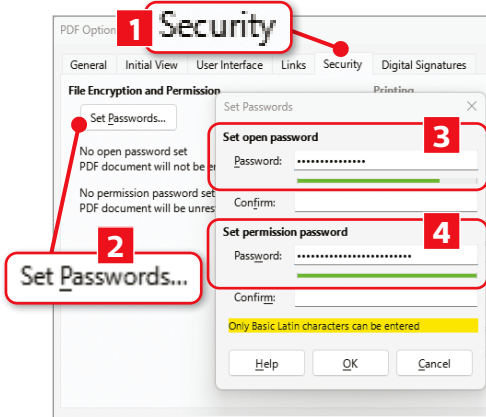 PDF Option
1 Security
General Initial View User Interface Links Security Digital Signatures
File Encryption and Permission
Printing
Set Passwords...
No open password set
PDF document will not be e
No permission password set
PDF document will be unres
2
Set Passwords...
Set Passwords
Set open password
3
Password: •••••••••••••••
Confirm:
Set permission password
4
Password: •••••••••••••••••••••••••
Confirm:
Only Basic Latin characters can be entered
Help OK Cancel